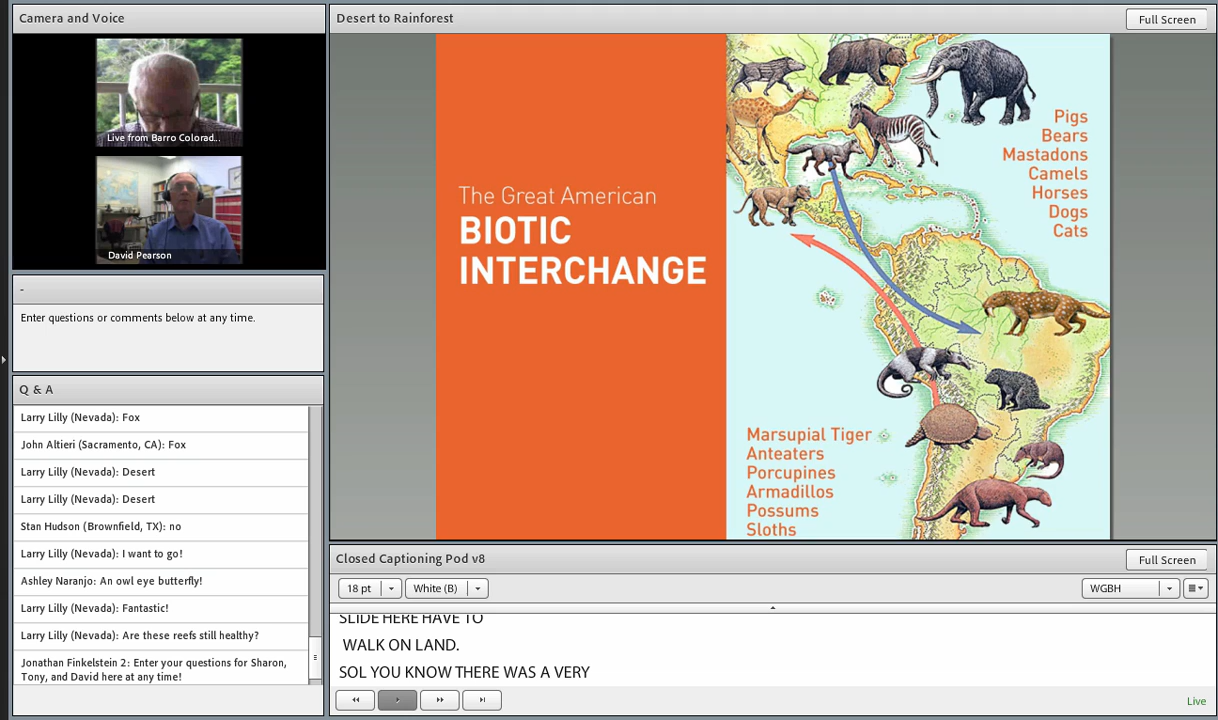 Camera and Voice
Live from Barro Colorad...
David Pearson
-
Enter questions or comments below at any time.
Q & A
Larry Lilly (Nevada): Fox
John Altieri (Sacramento, CA): Fox
Larry Lilly (Nevada): Desert
Larry Lilly (Nevada): Desert
Stan Hudson (Brownfield, TX): no
Larry Lilly (Nevada): I want to go!
Ashley Naranjo: An owl eye butterfly!
Larry Lilly (Nevada): Fantastic!
Larry Lilly (Nevada): Are these reefs still healthy?
Jonathan Finkelstein 2: Enter your questions for Sharon,
Tony, and David here at any time!
Desert to Rainforest
Full Screen
The Great American
BIOTIC
INTERCHANGE
Pigs
Bears
Mastadons
Camels
Horses
Dogs
Cats
Marsupial Tiger
Anteaters
Porcupines
Armadillos
Possums
Sloths
Closed Captioning Pod v8
Full Screen
18 pt
White (B)
WGBH
SLIDE HERE HAVE TO
WALK ON LAND.
SOL YOU KNOW THERE WAS A VERY
Live